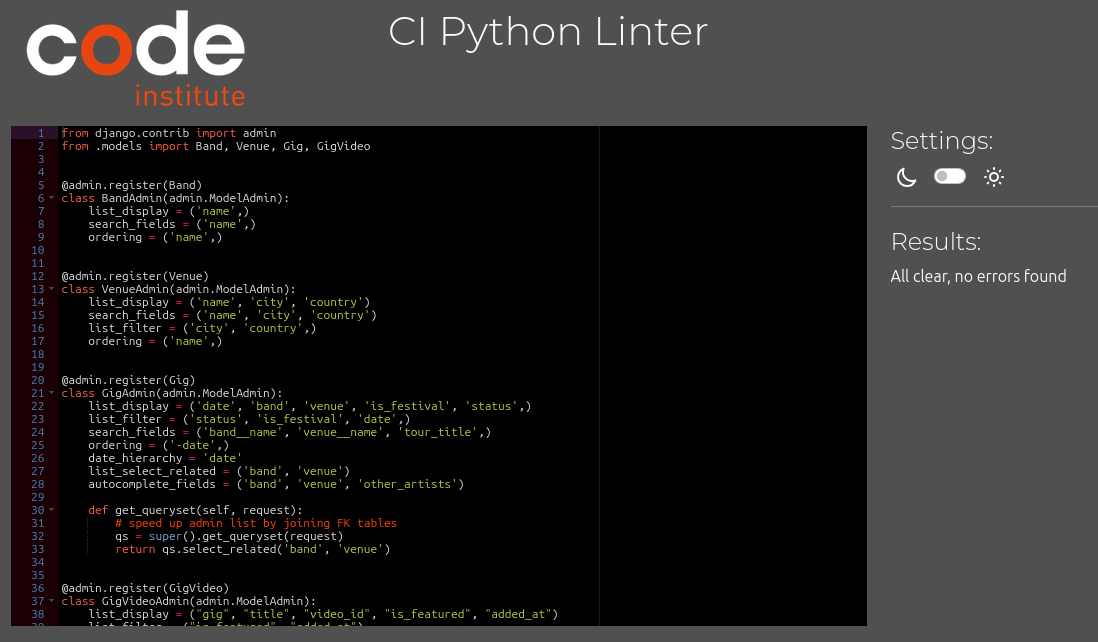 code
institute
CI Python Linter
1 from django.contrib import admin
2 from .models import Band, Venue, Gig, GigVideo
3
4
5 @admin.register(Band)
6 class BandAdmin(admin.ModelAdmin):
7     list_display = ('name',)
8     search_fields = ('name',)
9     ordering = ('name',)
10
11
12 @admin.register(Venue)
13 class VenueAdmin(admin.ModelAdmin):
14     list_display = ('name', 'city', 'country')
15     search_fields = ('name', 'city', 'country')
16     list_filter = ('city', 'country',)
17     ordering = ('name',)
18
19
20 @admin.register(Gig)
21 class GigAdmin(admin.ModelAdmin):
22     list_display = ('date', 'band', 'venue', 'is_festival', 'status',)
23     list_filter = ('status', 'is_festival', 'date',)
24     search_fields = ('band__name', 'venue__name', 'tour_title',)
25     ordering = ('-date',)
26     date_hierarchy = 'date'
27     list_select_related = ('band', 'venue')
28     autocomplete_fields = ('band', 'venue', 'other_artists')
29
30     def get_queryset(self, request):
31         # speed up admin list by joining FK tables
32         qs = super().get_queryset(request)
33         return qs.select_related('band', 'venue')
34
35
36 @admin.register(GigVideo)
37 class GigVideoAdmin(admin.ModelAdmin):
38     list_display = ("gig", "title", "video_id", "is_featured", "added_at")
39     list_filter = ("is_featured", "added_at")
Settings:
Results:
All clear, no errors found